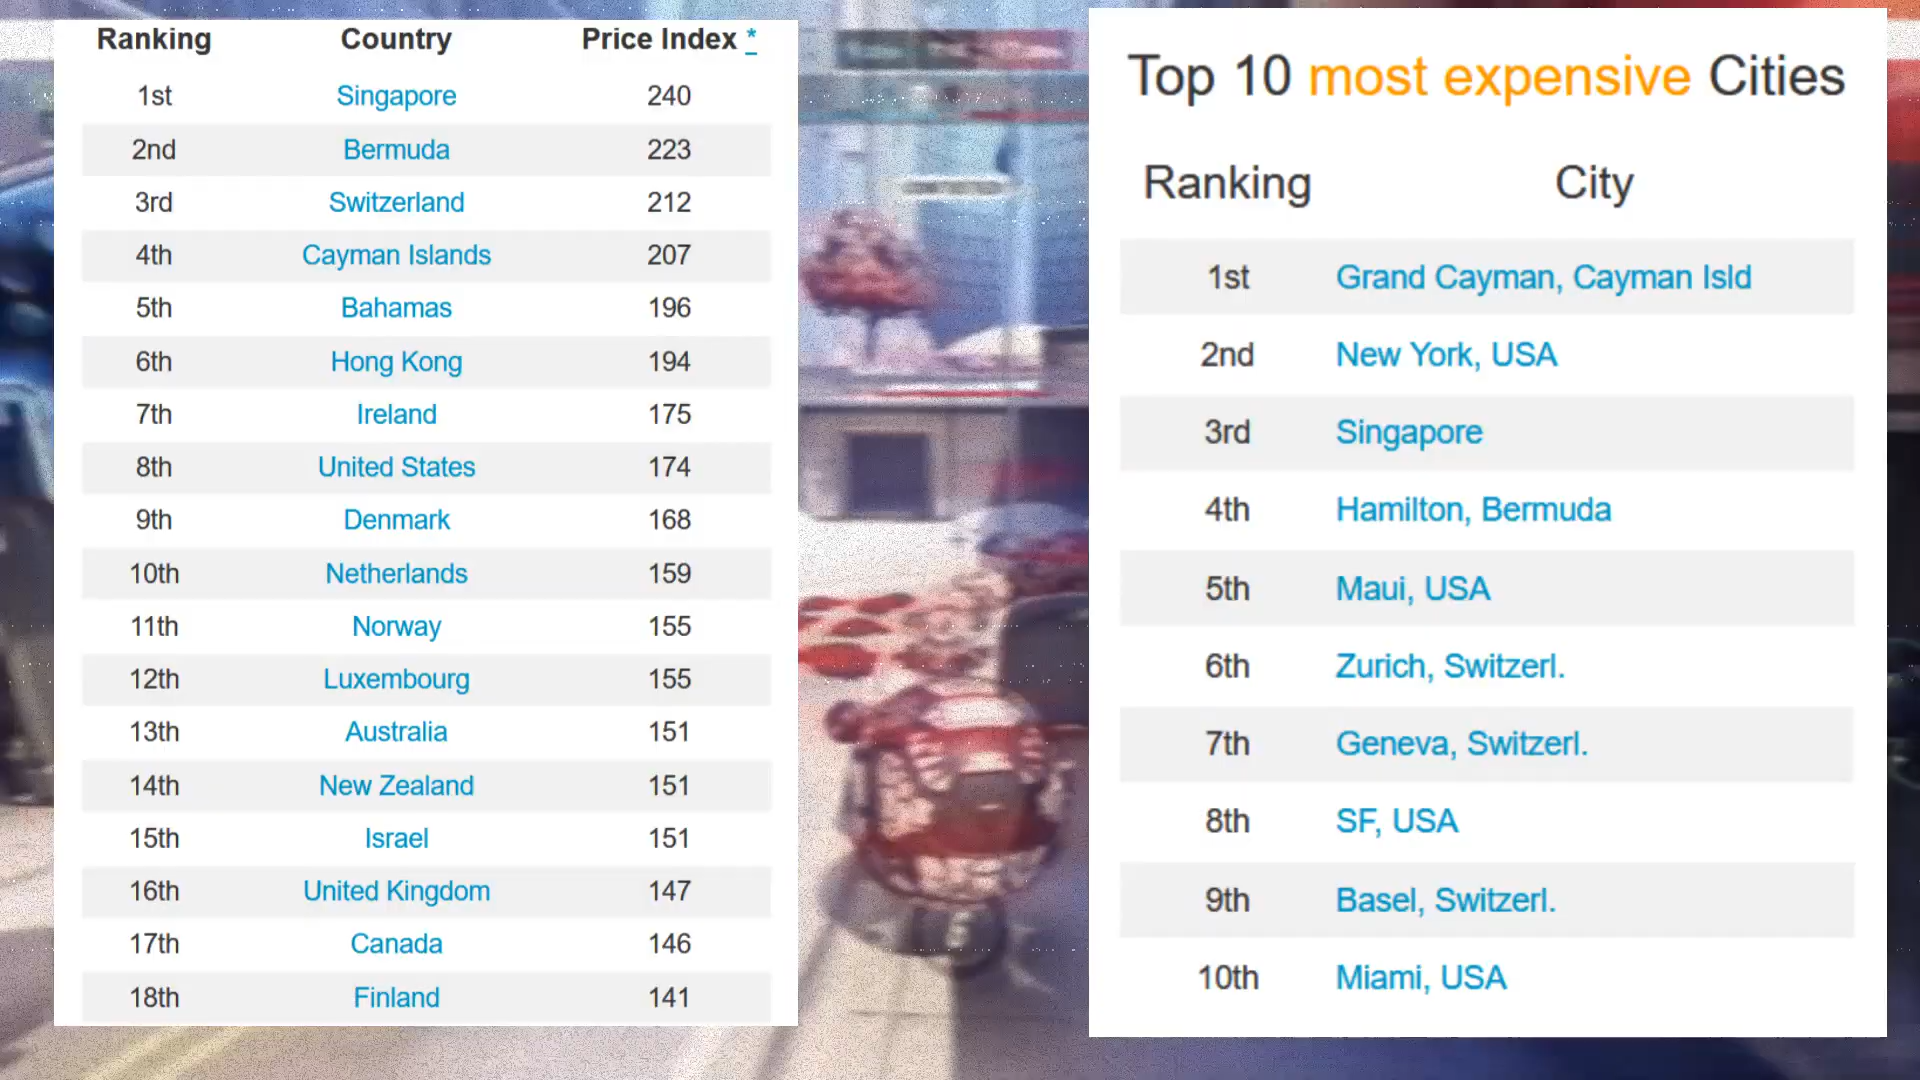 Ranking Country Price Index *
1st Singapore 240
2nd Bermuda 223
3rd Switzerland 212
4th Cayman Islands 207
5th Bahamas 196
6th Hong Kong 194
7th Ireland 175
8th United States 174
9th Denmark 168
10th Netherlands 159
11th Norway 155
12th Luxembourg 155
13th Australia 151
14th New Zealand 151
15th Israel 151
16th United Kingdom 147
17th Canada 146
18th Finland 141
Top 10 most expensive Cities
Ranking City
1st Grand Cayman, Cayman Isld
2nd New York, USA
3rd Singapore
4th Hamilton, Bermuda
5th Maui, USA
6th Zurich, Switzerl.
7th Geneva, Switzerl.
8th SF, USA
9th Basel, Switzerl.
10th Miami, USA